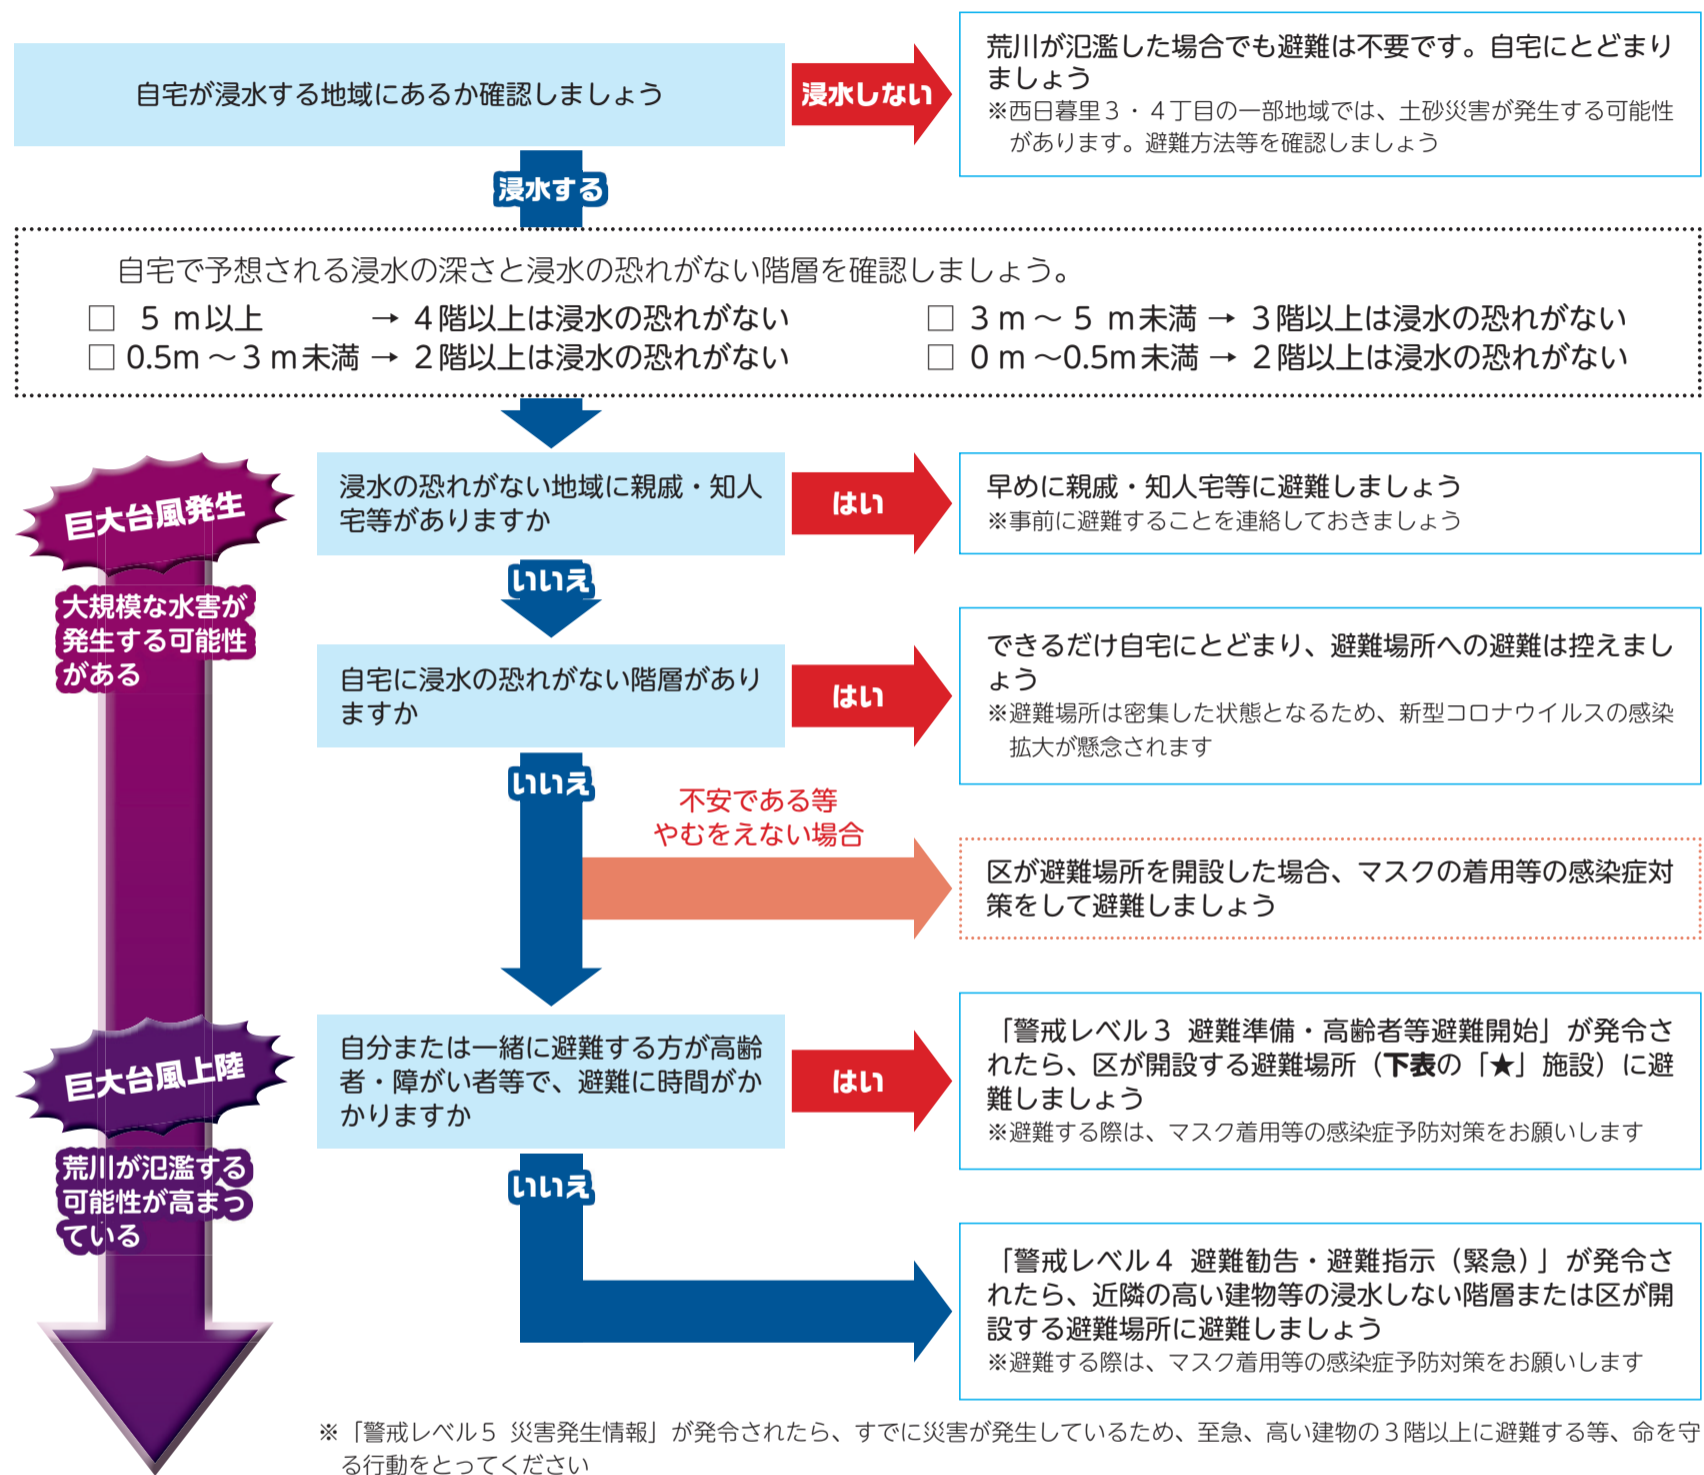 自宅が浸水する地域にあるか確認しましょう
浸水しない
荒川が氾濫した場合でも避難は不要です。自宅にとどまり
ましょう
※西日暮里３・４丁目の一部地域では、土砂災害が発生する可能性
があります。避難方法等を確認しましょう
浸水する
自宅で予想される浸水の深さと浸水の恐れがない階層を確認しましょう。
□ ５ｍ以上 → ４階以上は浸水の恐れがない
□ ３ｍ～５ｍ未満 → ３階以上は浸水の恐れがない
□ 0.5m～３ｍ未満 → ２階以上は浸水の恐れがない
□ ０ｍ～0.5m未満 → ２階以上は浸水の恐れがない
巨大台風発生
大規模な水害が
発生する可能性
がある
浸水の恐れがない地域に親戚・知人
宅等がありますか
はい
早めに親戚・知人宅等に避難しましょう
※事前に避難することを連絡しておきましょう
いいえ
自宅に浸水の恐れがない階層があり
ますか
はい
できるだけ自宅にとどまり、避難場所への避難は控えまし
ょう
※避難場所は密集した状態となるため、新型コロナウイルスの感染
拡大が懸念されます
いいえ
不安である等
やむをえない場合
区が避難場所を開設した場合、マスクの着用等の感染症対
策をして避難しましょう
巨大台風上陸
荒川が氾濫する
可能性が高まっ
ている
自分または一緒に避難する方が高齢
者・障がい者等で、避難に時間がか
かりますか
はい
「警戒レベル３ 避難準備・高齢者等避難開始」が発令さ
れたら、区が開設する避難場所（下表の「★」施設）に避
難しましょう
※避難する際は、マスク着用等の感染症予防対策をお願いします
いいえ
「警戒レベル４ 避難勧告・避難指示（緊急）」が発令さ
れたら、近隣の高い建物等の浸水しない階層または区が開
設する避難場所に避難しましょう
※避難する際は、マスク着用等の感染症予防対策をお願いします
※「警戒レベル５ 災害発生情報」が発令されたら、すでに災害が発生しているため、至急、高い建物の３階以上に避難する等、命を守
る行動をとってください